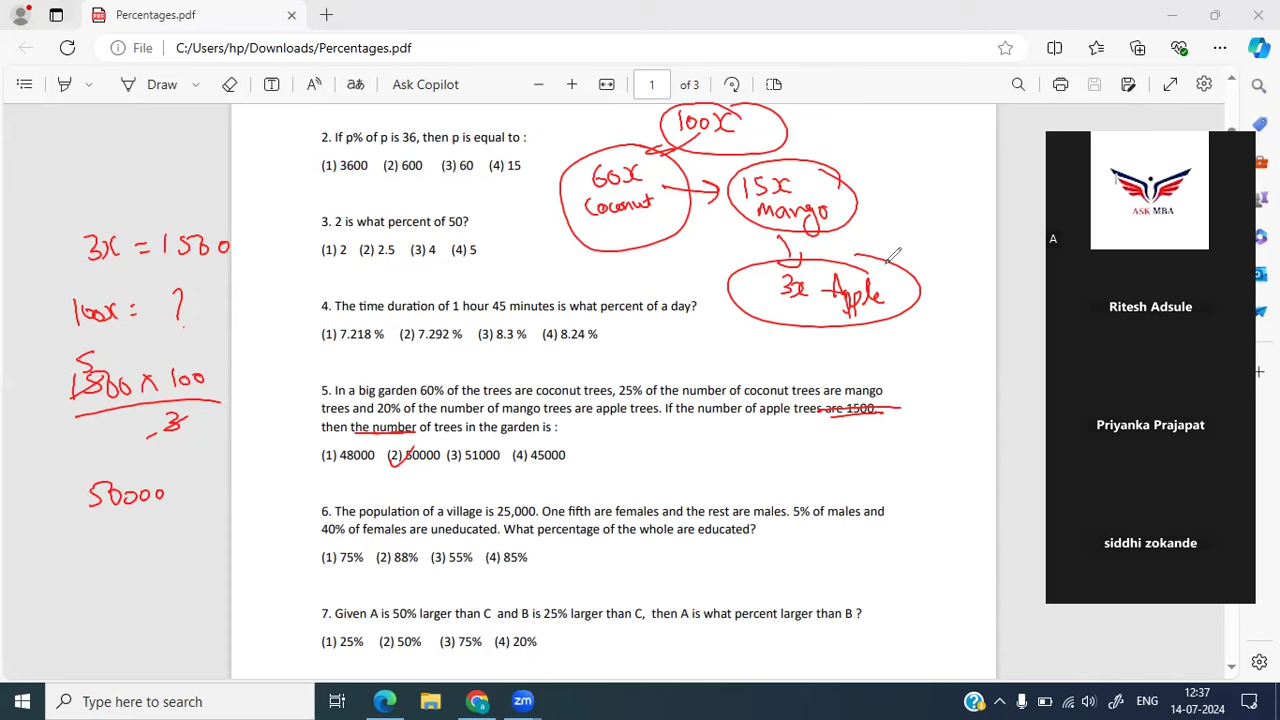 Percentages.pdf
File
C:/Users/hp/Downloads/Percentages.pdf
Draw
Ask Copilot
1 of 3
100x
2. If p% of p is 36, then p is equal to :
(1) 3600 (2) 600 (3) 60 (4) 15
60x
Coconut
15x
mango
3. 2 is what percent of 50?
(1) 2 (2) 2.5 (3) 4 (4) 5
3x = 1500
3x Apple
100x = ?
4. The time duration of 1 hour 45 minutes is what percent of a day?
(1) 7.218 % (2) 7.292 % (3) 8.3 % (4) 8.24 %
5
1500 × 100
3
5. In a big garden 60% of the trees are coconut trees, 25% of the number of coconut trees are mango
trees and 20% of the number of mango trees are apple trees. If the number of apple trees are 1500.
then the number of trees in the garden is :
(1) 48000 (2) 50000 (3) 51000 (4) 45000
50000
6. The population of a village is 25,000. One fifth are females and the rest are males. 5% of males and
40% of females are uneducated. What percentage of the whole are educated?
(1) 75% (2) 88% (3) 55% (4) 85%
7. Given A is 50% larger than C and B is 25% larger than C, then A is what percent larger than B ?
(1) 25% (2) 50% (3) 75% (4) 20%
ASK MBA
A
Ritesh Adsule
Priyanka Prajapat
siddhi zokande
Type here to search
zm
ENG
12:37
14-07-2024